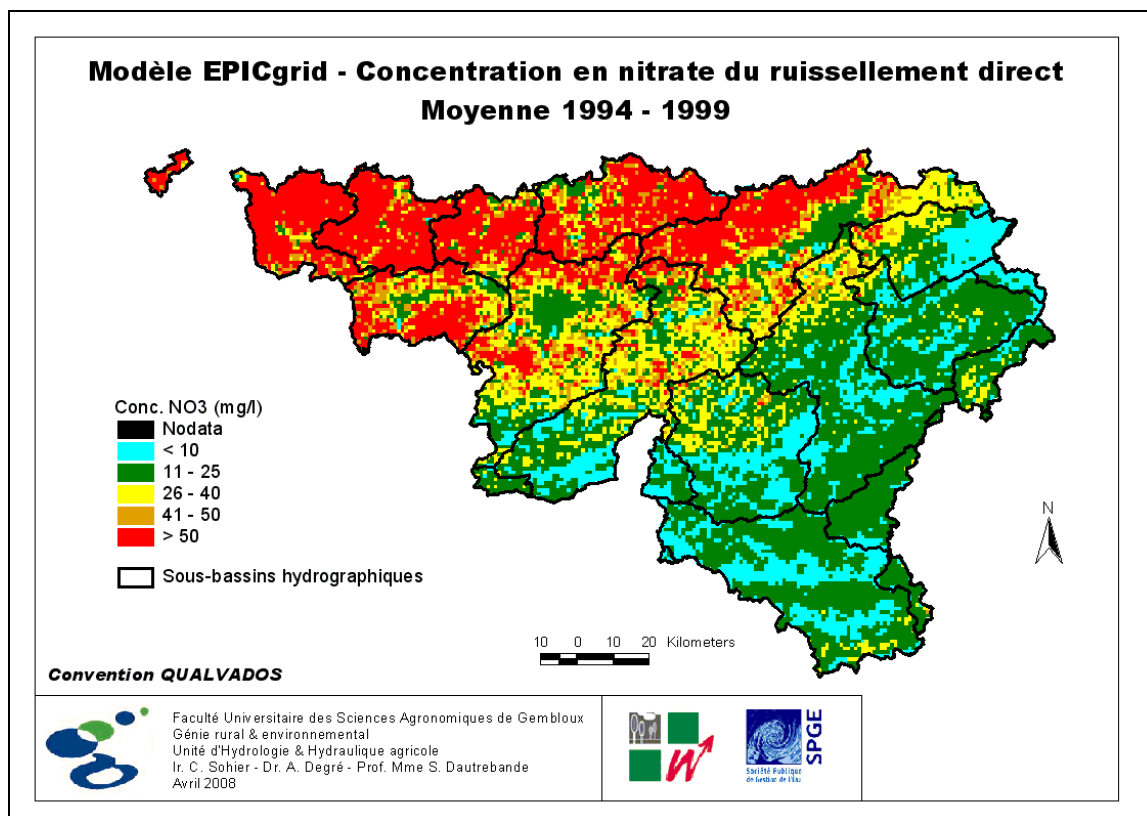 Modèle EPICgrid - Concentration en nitrate du ruissellement direct
Moyenne 1994 - 1999
Conc. NO3 (mg/l)
Nodata
< 10
11 - 25
26 - 40
41 - 50
> 50
Sous-bassins hydrographiques
N
10 0 10 20 Kilometers
Convention QUALVADOS
Faculté Universitaire des Sciences Agronomiques de Gembloux
Génie rural & environnemental
Unité d'Hydrologie & Hydraulique agricole
Ir. C. Sohier - Dr. A. Degré - Prof. Mme S. Dautrebande
Avril 2008
W
SPGE
Société Publique
de Gestion de l'Eau